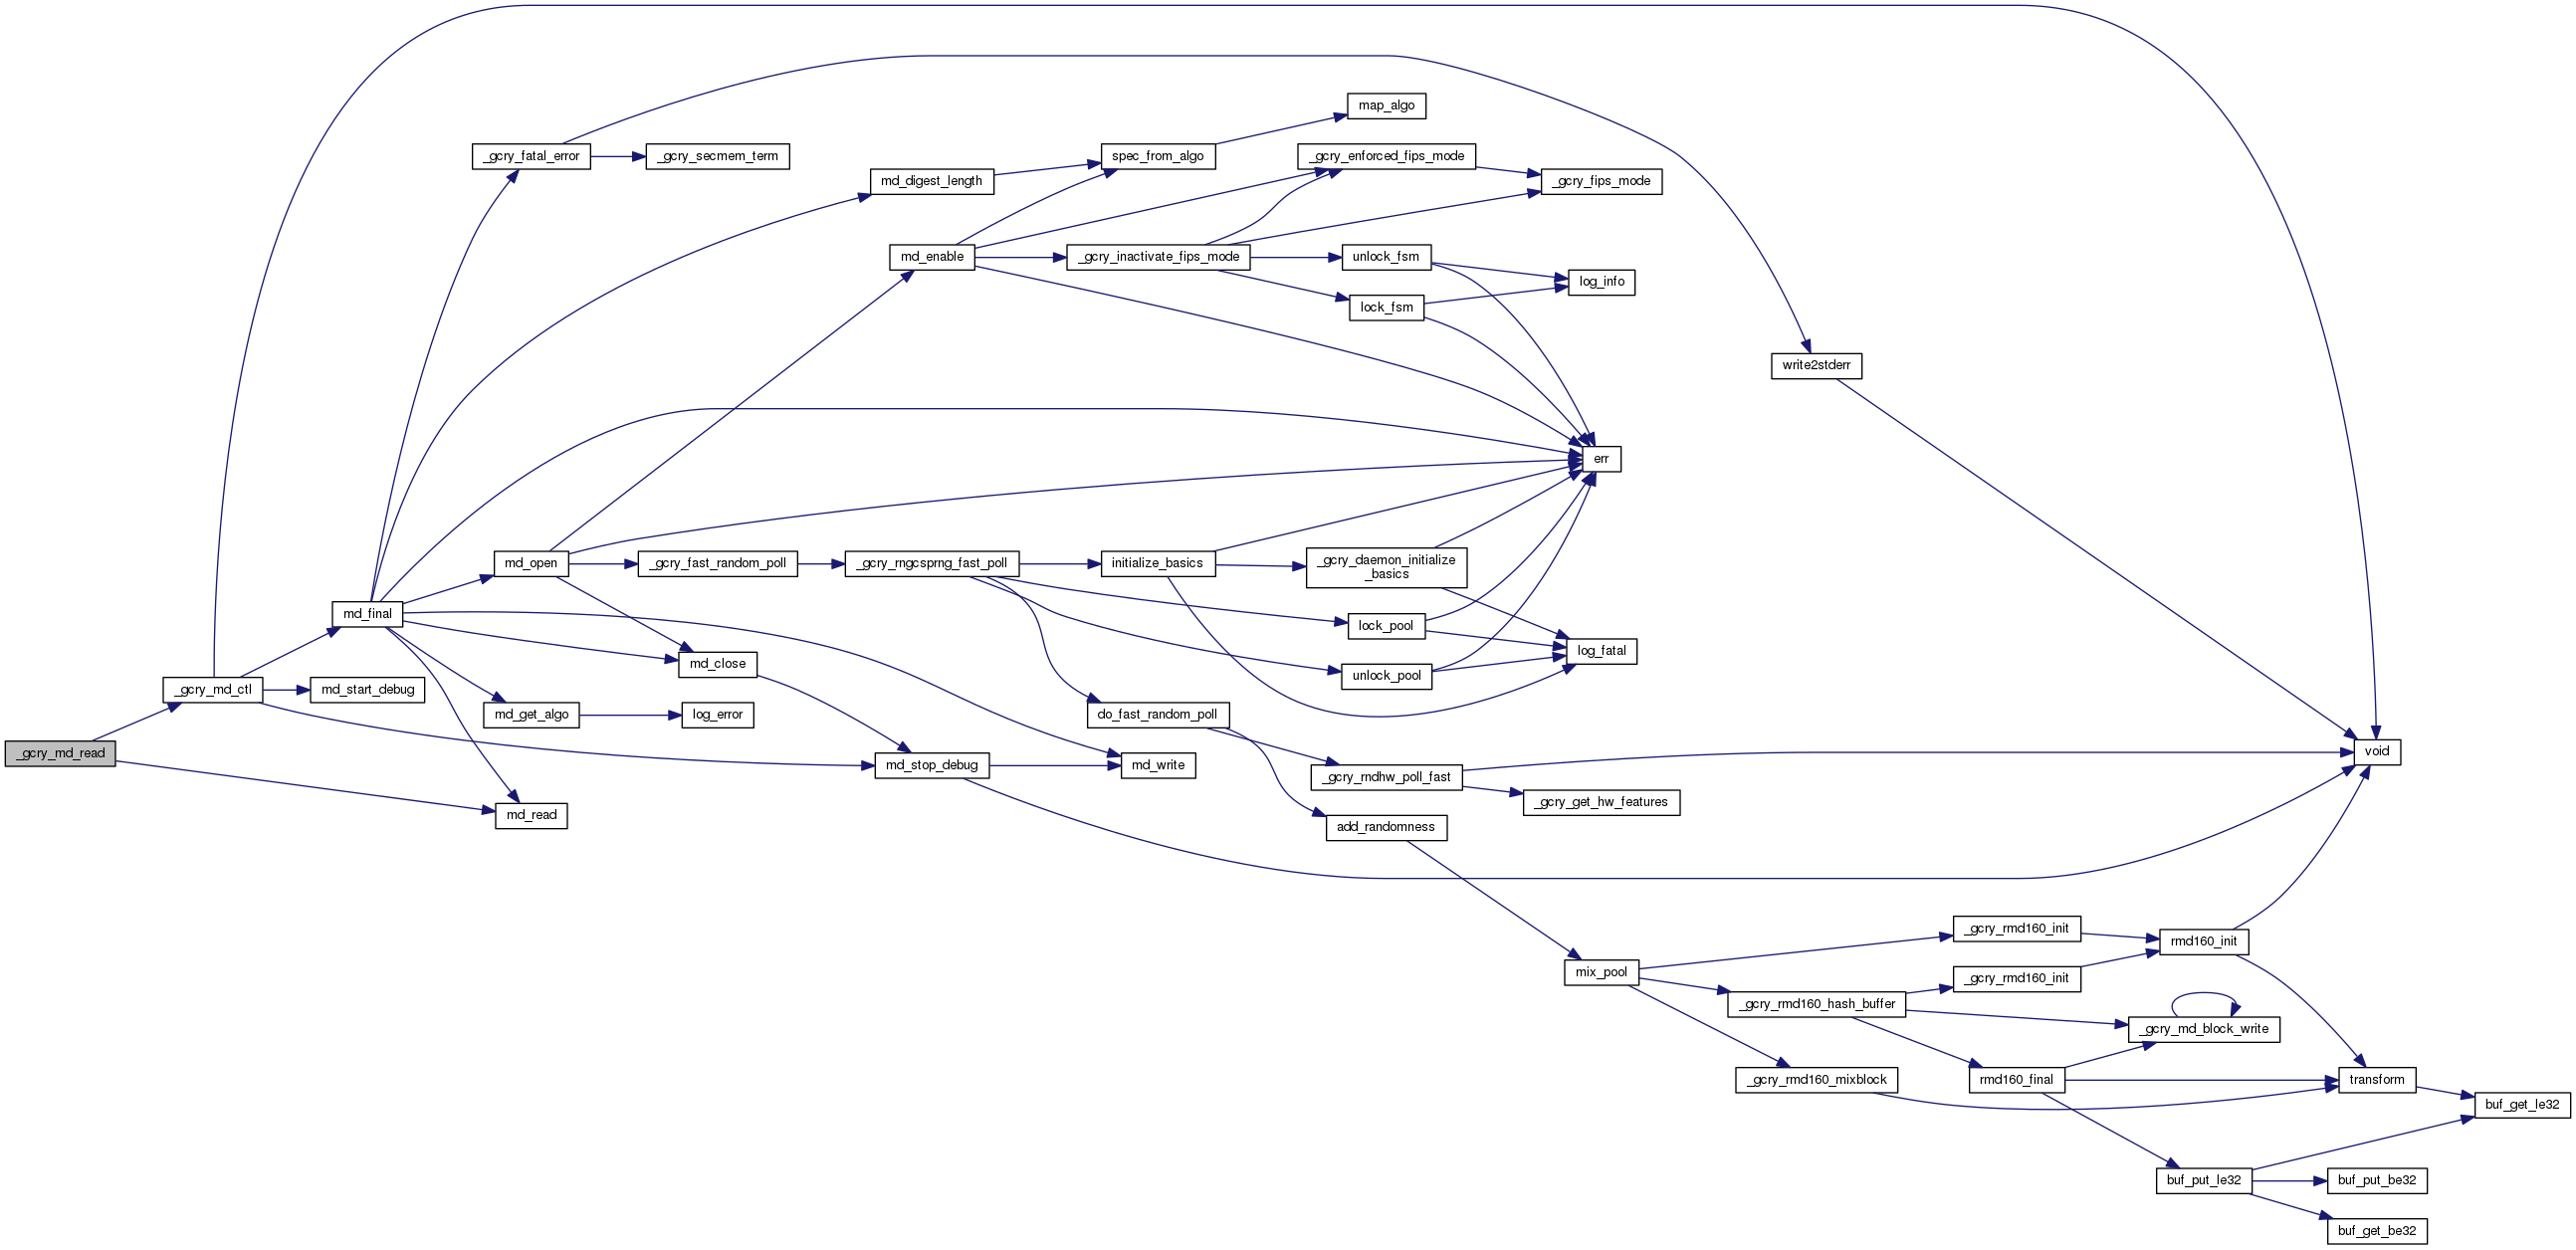 map_algo
_gcry_fatal_error
_gcry_secmem_term
spec_from_algo
_gcry_enforced_fips_mode
md_digest_length
_gcry_fips_mode
md_enable
_gcry_inactivate_fips_mode
unlock_fsm
log_info
lock_fsm
write2stderr
err
md_open
_gcry_fast_random_poll
_gcry_rngcsprng_fast_poll
initialize_basics
_gcry_daemon_initialize
_basics
md_final
lock_pool
log_fatal
md_close
unlock_pool
_gcry_md_ctl
md_start_debug
md_get_algo
log_error
do_fast_random_poll
_gcry_md_read
md_stop_debug
md_write
_gcry_rndhw_poll_fast
void
_gcry_get_hw_features
md_read
add_randomness
_gcry_rmd160_init
rmd160_init
mix_pool
_gcry_rmd160_init
_gcry_rmd160_hash_buffer
_gcry_md_block_write
_gcry_rmd160_mixblock
rmd160_final
transform
buf_get_le32
buf_put_le32
buf_put_be32
buf_get_be32